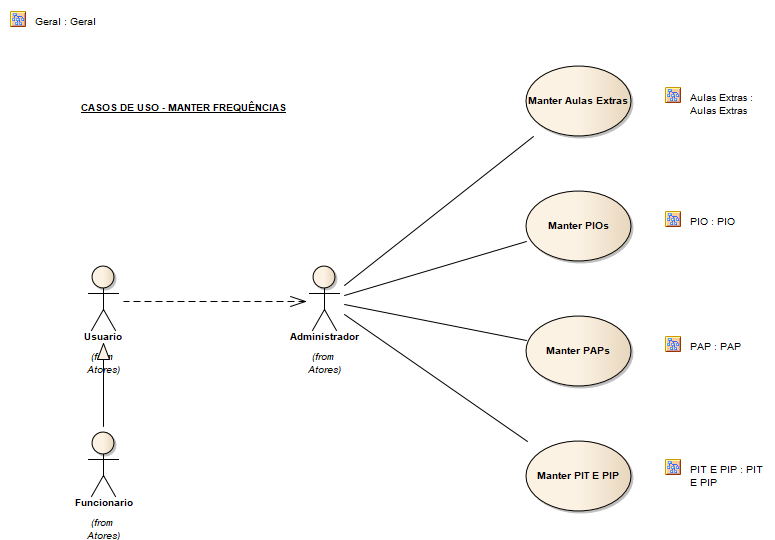 Geral : Geral
CASOS DE USO - MANTER FREQUÊNCIAS
Manter Aulas Extras
Aulas Extras :
Aulas Extras
Manter PIOs
PIO : PIO
Usuario
(from
Atores)
Administrador
(from
Atores)
Manter PAPs
PAP : PAP
Manter PIT E PIP
PIT E PIP : PIT
E PIP
Funcionario
(from
Atores)